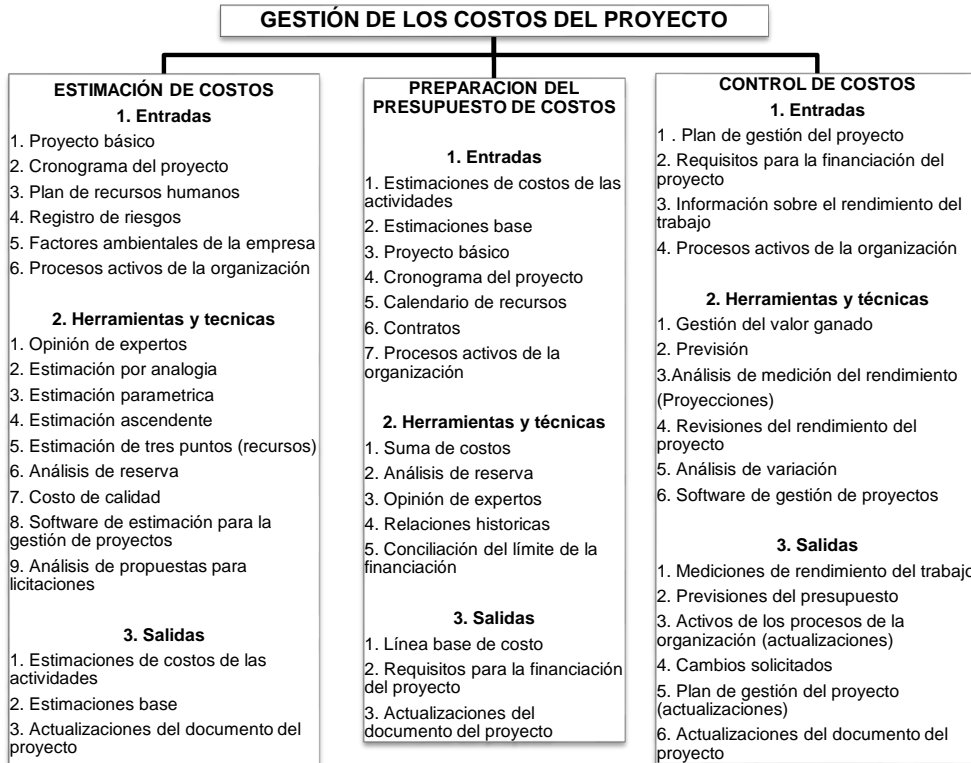 GESTIÓN DE LOS COSTOS DEL PROYECTO
ESTIMACIÓN DE COSTOS
1. Entradas
1. Proyecto básico
2. Cronograma del proyecto
3. Plan de recursos humanos
4. Registro de riesgos
5. Factores ambientales de la empresa
6. Procesos activos de la organización
2. Herramientas y tecnicas
1. Opinión de expertos
2. Estimación por analogia
3. Estimación parametrica
4. Estimación ascendente
5. Estimación de tres puntos (recursos)
6. Análisis de reserva
7. Costo de calidad
8. Software de estimación para la
gestión de proyectos
9. Análisis de propuestas para
licitaciones
3. Salidas
1. Estimaciones de costos de las
actividades
2. Estimaciones base
3. Actualizaciones del documento del
proyecto
PREPARACION DEL
PRESUPUESTO DE COSTOS
1. Entradas
1. Estimaciones de costos de las
actividades
2. Estimaciones base
3. Proyecto básico
4. Cronograma del proyecto
5. Calendario de recursos
6. Contratos
7. Procesos activos de la
organización
2. Herramientas y técnicas
1. Suma de costos
2. Análisis de reserva
3. Opinión de expertos
4. Relaciones historicas
5. Conciliación del límite de la
financiación
3. Salidas
1. Línea base de costo
2. Requisitos para la financiación
del proyecto
3. Actualizaciones del
documento del proyecto
CONTROL DE COSTOS
1. Entradas
1 . Plan de gestión del proyecto
2. Requisitos para la financiación del
proyecto
3. Información sobre el rendimiento del
trabajo
4. Procesos activos de la organización
2. Herramientas y técnicas
1. Gestión del valor ganado
2. Previsión
3.Análisis de medición del rendimiento
(Proyecciones)
4. Revisiones del rendimiento del
proyecto
5. Análisis de variación
6. Software de gestión de proyectos
3. Salidas
1. Mediciones de rendimiento del trabajo
2. Previsiones del presupuesto
3. Activos de los procesos de la
organización (actualizaciones)
4. Cambios solicitados
5. Plan de gestión del proyecto
(actualizaciones)
6. Actualizaciones del documento del
proyecto